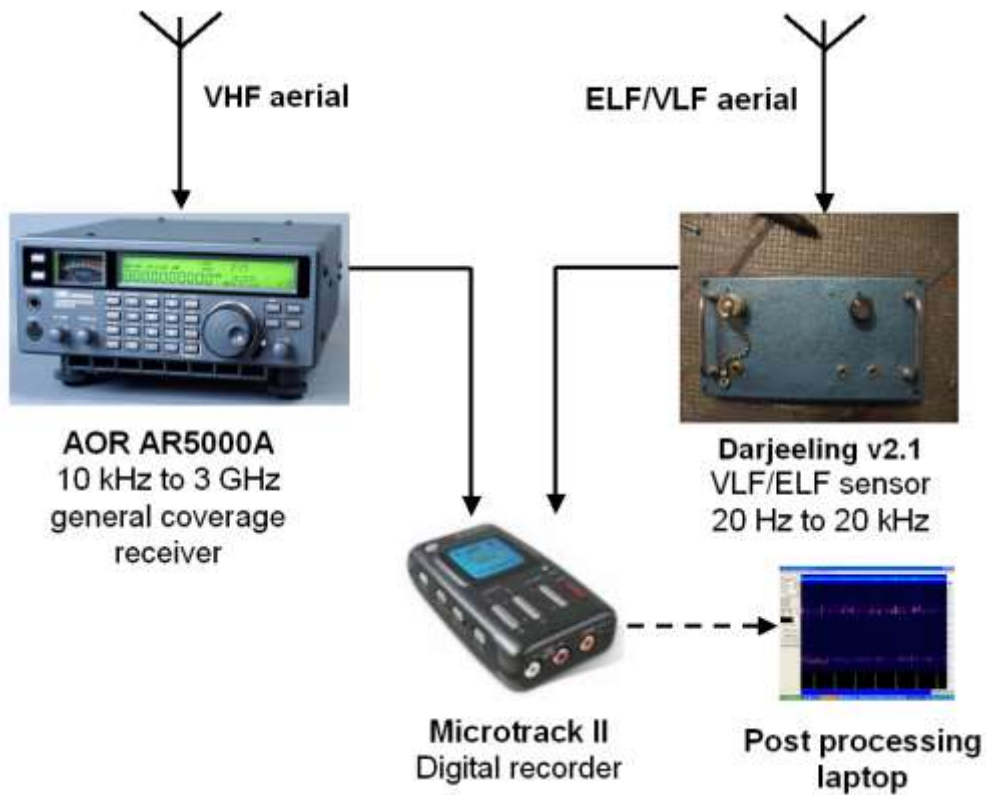 VHF aerial
ELF/VLF aerial
AOR AR5000A
10 kHz to 3 GHz
general coverage
receiver
Darjeeling v2.1
VLF/ELF sensor
20 Hz to 20 kHz
Microtrack II
Digital recorder
Post processing
laptop